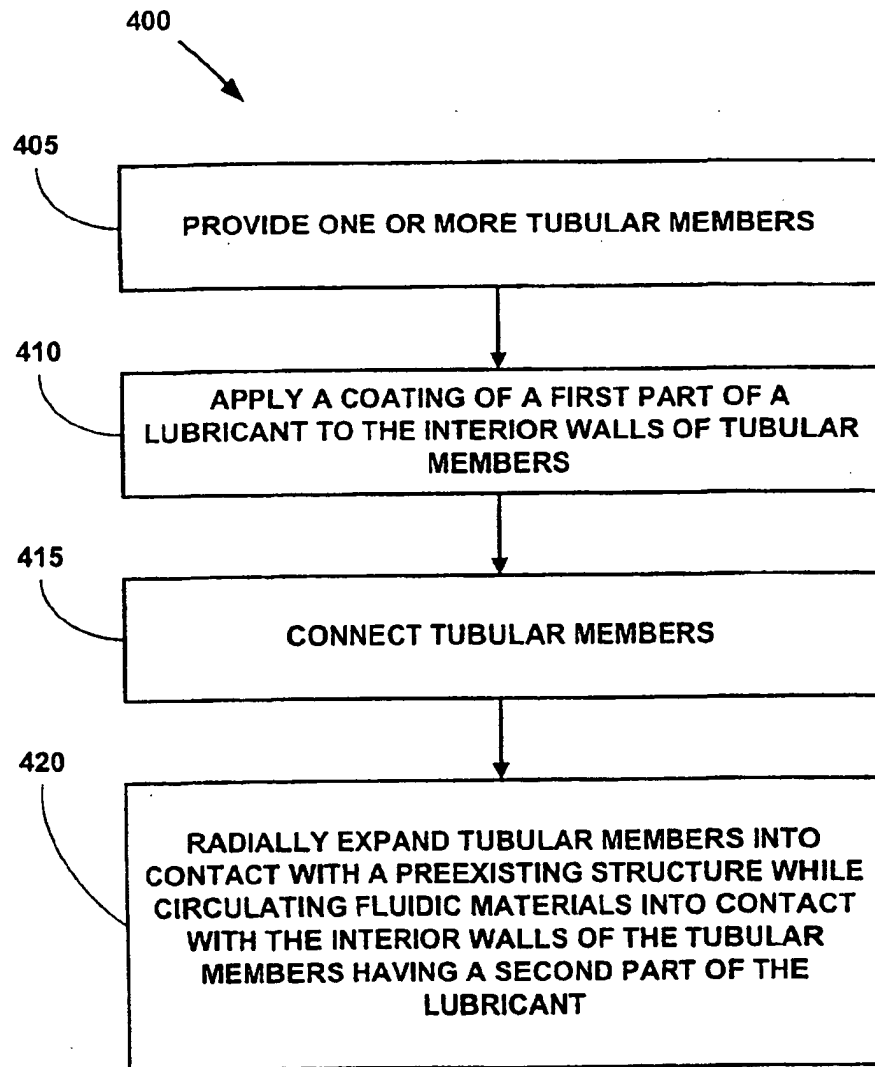 400
405
PROVIDE ONE OR MORE TUBULAR MEMBERS
410
APPLY A COATING OF A FIRST PART OF A
LUBRICANT TO THE INTERIOR WALLS OF TUBULAR
MEMBERS
415
CONNECT TUBULAR MEMBERS
420
RADIALLY EXPAND TUBULAR MEMBERS INTO
CONTACT WITH A PREEXISTING STRUCTURE WHILE
CIRCULATING FLUIDIC MATERIALS INTO CONTACT
WITH THE INTERIOR WALLS OF THE TUBULAR
MEMBERS HAVING A SECOND PART OF THE
LUBRICANT